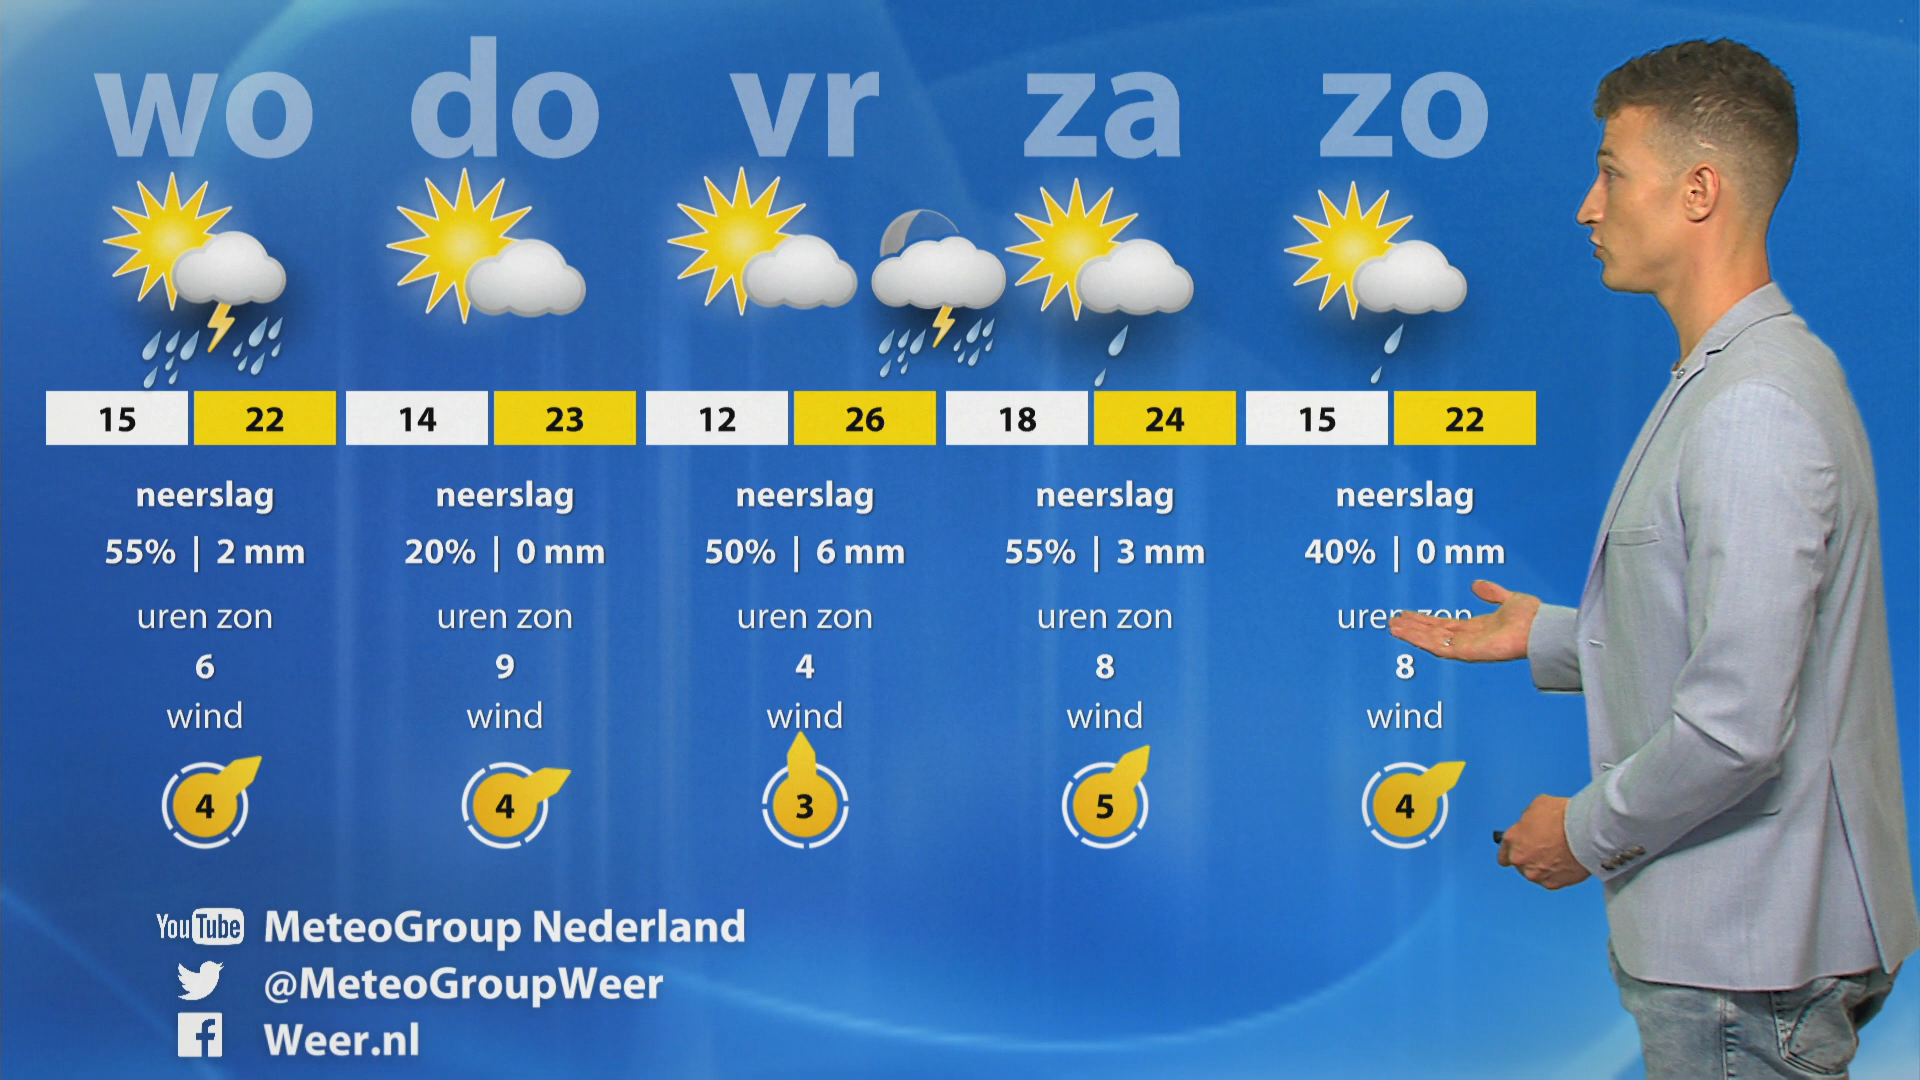 wo do vr za zo
15 22 14 23 12 26 18 24 15 22
neerslag neerslag neerslag neerslag neerslag
55% | 2 mm 20% | 0 mm 50% | 6 mm 55% | 3 mm 40% | 0 mm
uren zon uren zon uren zon uren zon uren zon
6 9 4 8 8
wind wind wind wind wind
4 4 3 5 4
YouTube MeteoGroup Nederland
@MeteoGroupWeer
Weer.nl